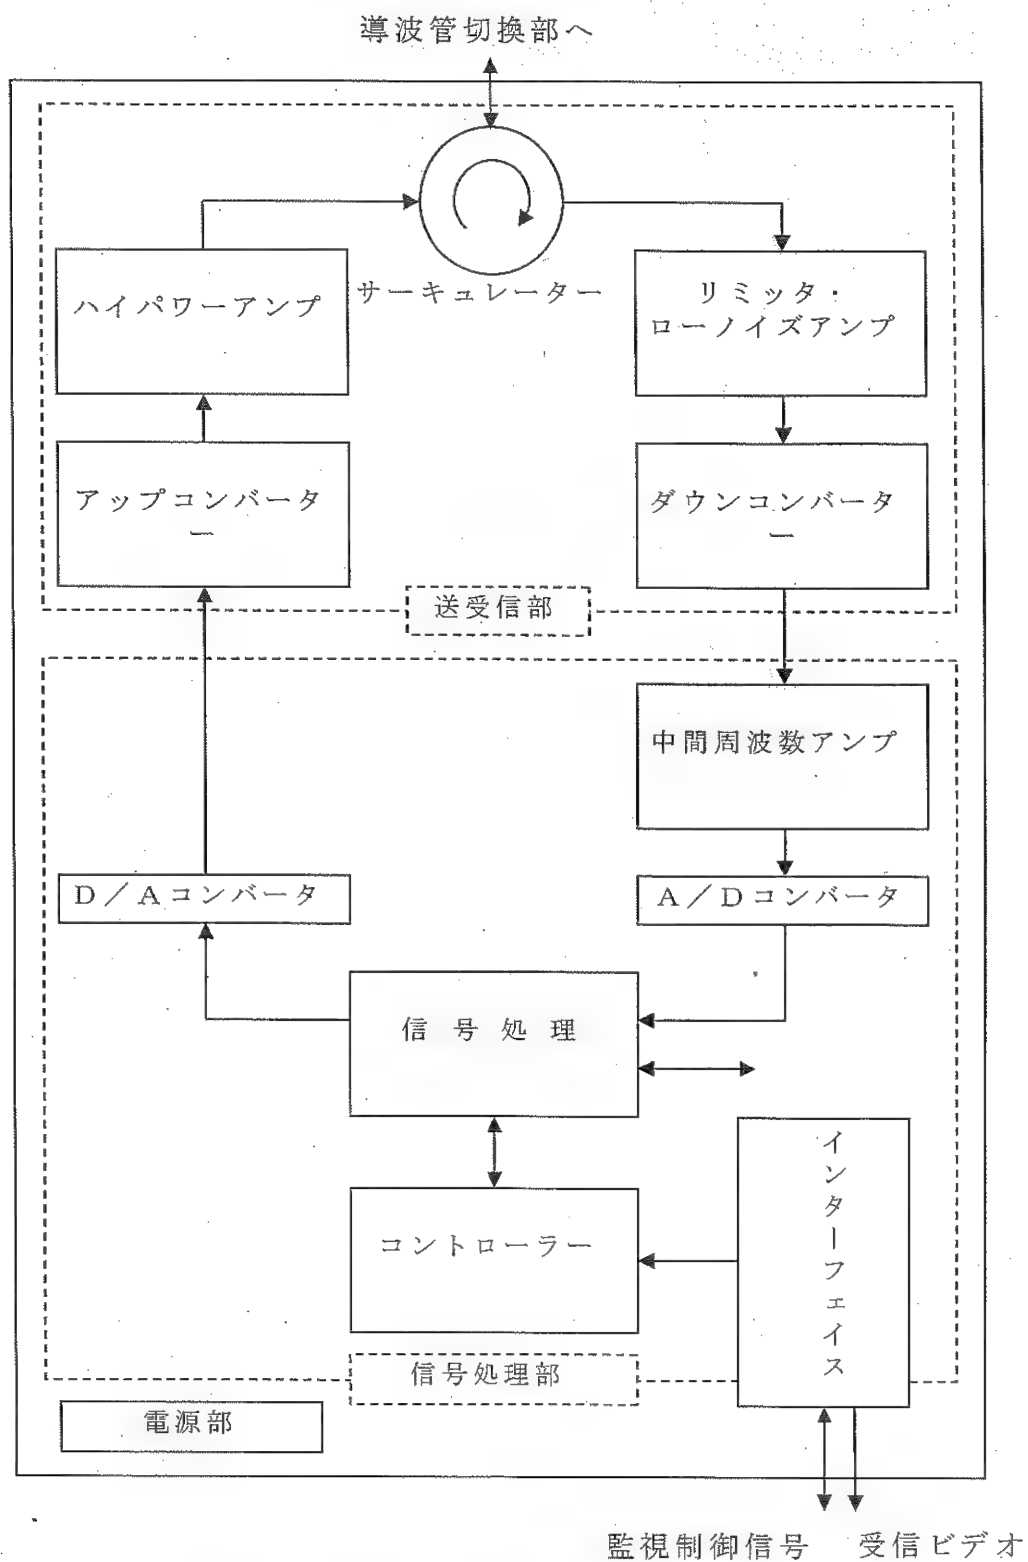 導波管切換部へ
サーキュレーター
ハイパワーアンプ
リミッタ・
ローノイズアンプ
アップコンバータ
ー
ダウンコンバータ
ー
送受信部
中間周波数アンプ
D／Aコンバータ
A／Dコンバータ
信号処理
コントローラー
インターフェイス
信号処理部
電源部
監視制御信号
受信ビデオ